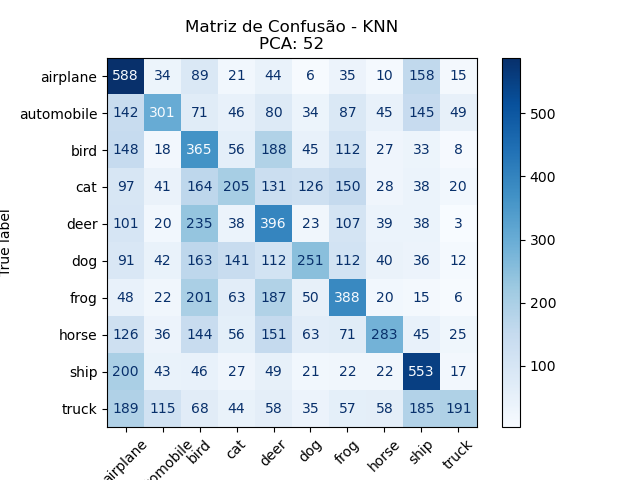 Matriz de Confusão - KNN
PCA: 52
True label
airplane 588 34 89 21 44 6 35 10 158 15
automobile 142 301 71 46 80 34 87 45 145 49
bird 148 18 365 56 188 45 112 27 33 8
cat 97 41 164 205 131 126 150 28 38 20
deer 101 20 235 38 396 23 107 39 38 3
dog 91 42 163 141 112 251 112 40 36 12
frog 48 22 201 63 187 50 388 20 15 6
horse 126 36 144 56 151 63 71 283 45 25
ship 200 43 46 27 49 21 22 22 553 17
truck 189 115 68 44 58 35 57 58 185 191
airplane omobile bird cat deer dog frog horse ship truck
500
400
300
200
100